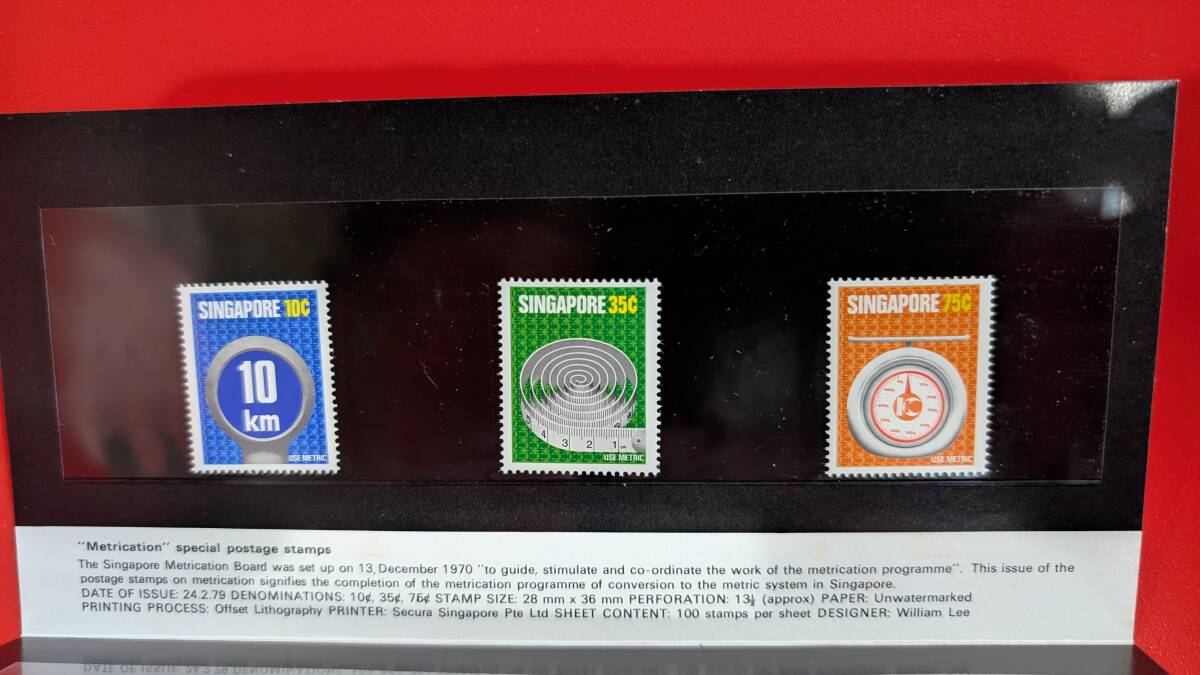 SINGAPORE 10¢
10
km
USE METRIC
SINGAPORE 35¢
4 3 2 1
USE METRIC
SINGAPORE 75¢
USE METRIC
"Metrication" special postage stamps
The Singapore Metrication Board was set up on 13, December 1970 "to guide, stimulate and co-ordinate the work of the metrication programme". This issue of the
postage stamps on metrication signifies the completion of the metrication programme of conversion to the metric system in Singapore.
DATE OF ISSUE: 24.2.79 DENOMINATIONS: 10¢, 35¢, 75¢ STAMP SIZE: 28 mm x 36 mm PERFORATION: 13½ (approx) PAPER: Unwatermarked
PRINTING PROCESS: Offset Lithography PRINTER: Secura Singapore Pte Ltd SHEET CONTENT: 100 stamps per sheet DESIGNER: William Lee